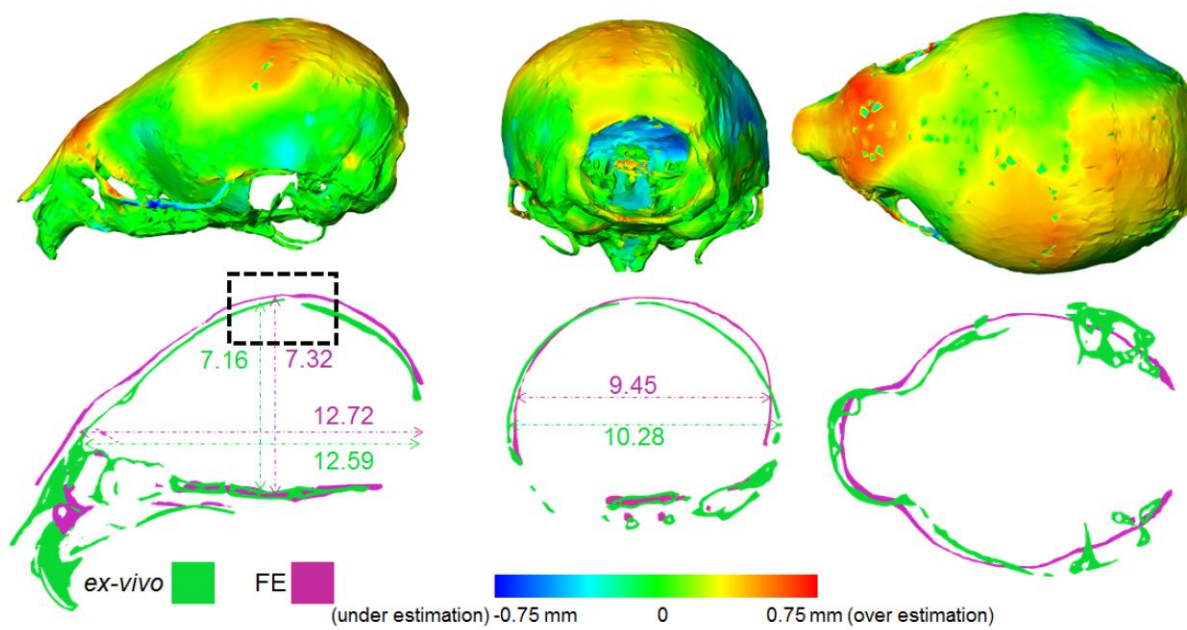 7.16
7.32
12.72
12.59
9.45
10.28
ex-vivo
FE
(under estimation) -0.75 mm 0 0.75 mm (over estimation)